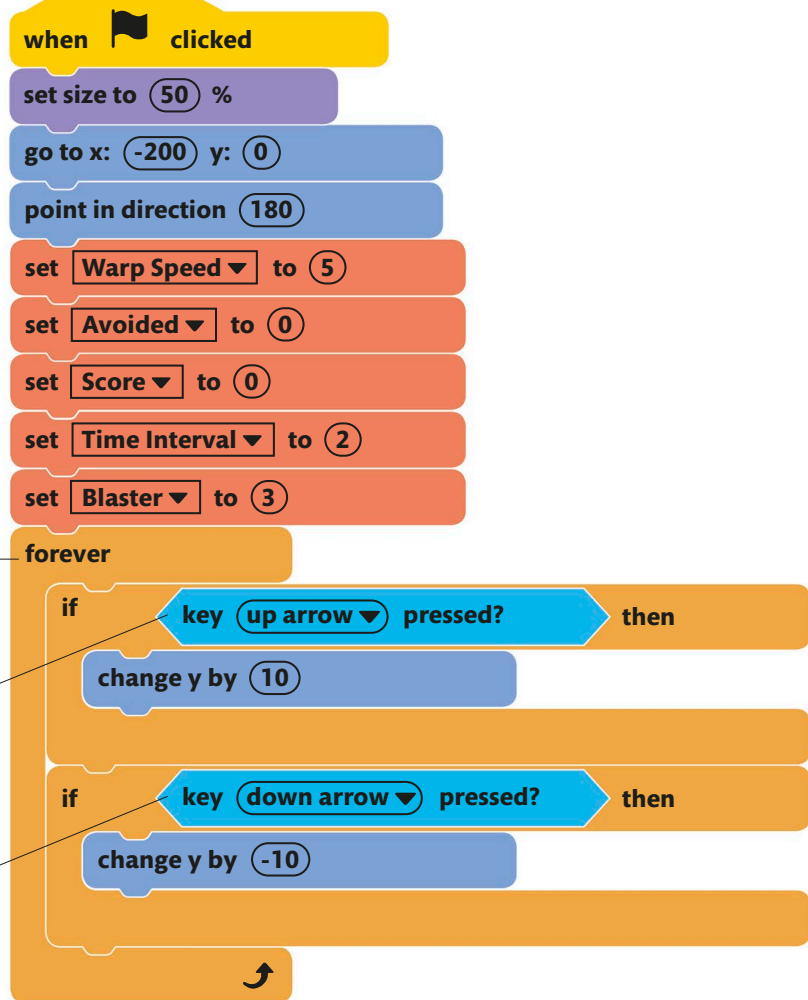 when clicked
set size to 50 %
go to x: -200 y: 0
point in direction 180
set Warp Speed to 5
set Avoided to 0
set Score to 0
set Time Interval to 2
set Blaster to 3
forever
if key up arrow pressed? then
change y by 10
if key down arrow pressed? then
change y by -10